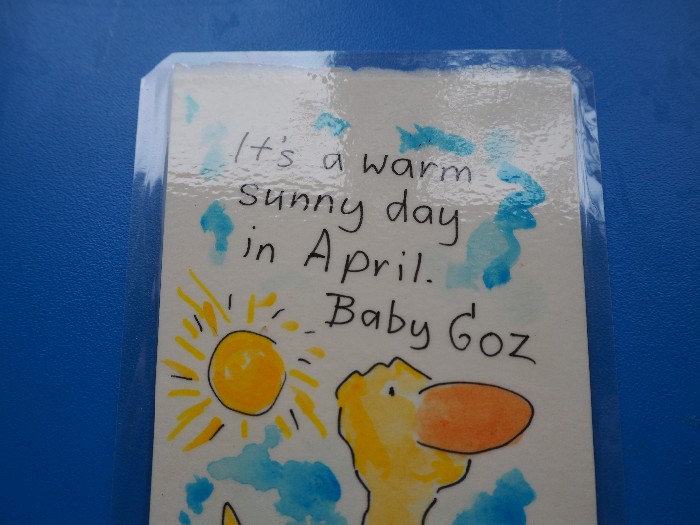 It's a warm
sunny day
in April.
Baby Goz